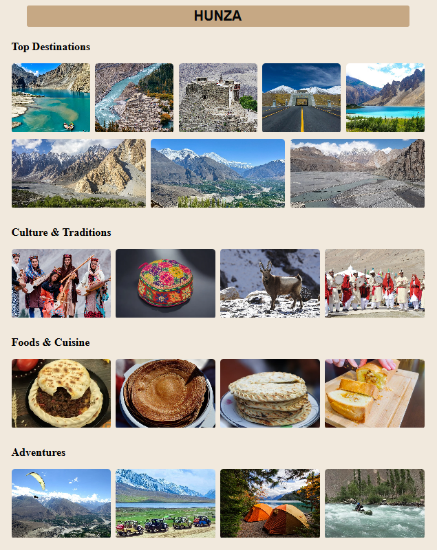 HUNZA
Top Destinations
Culture & Traditions
Foods & Cuisine
Adventures